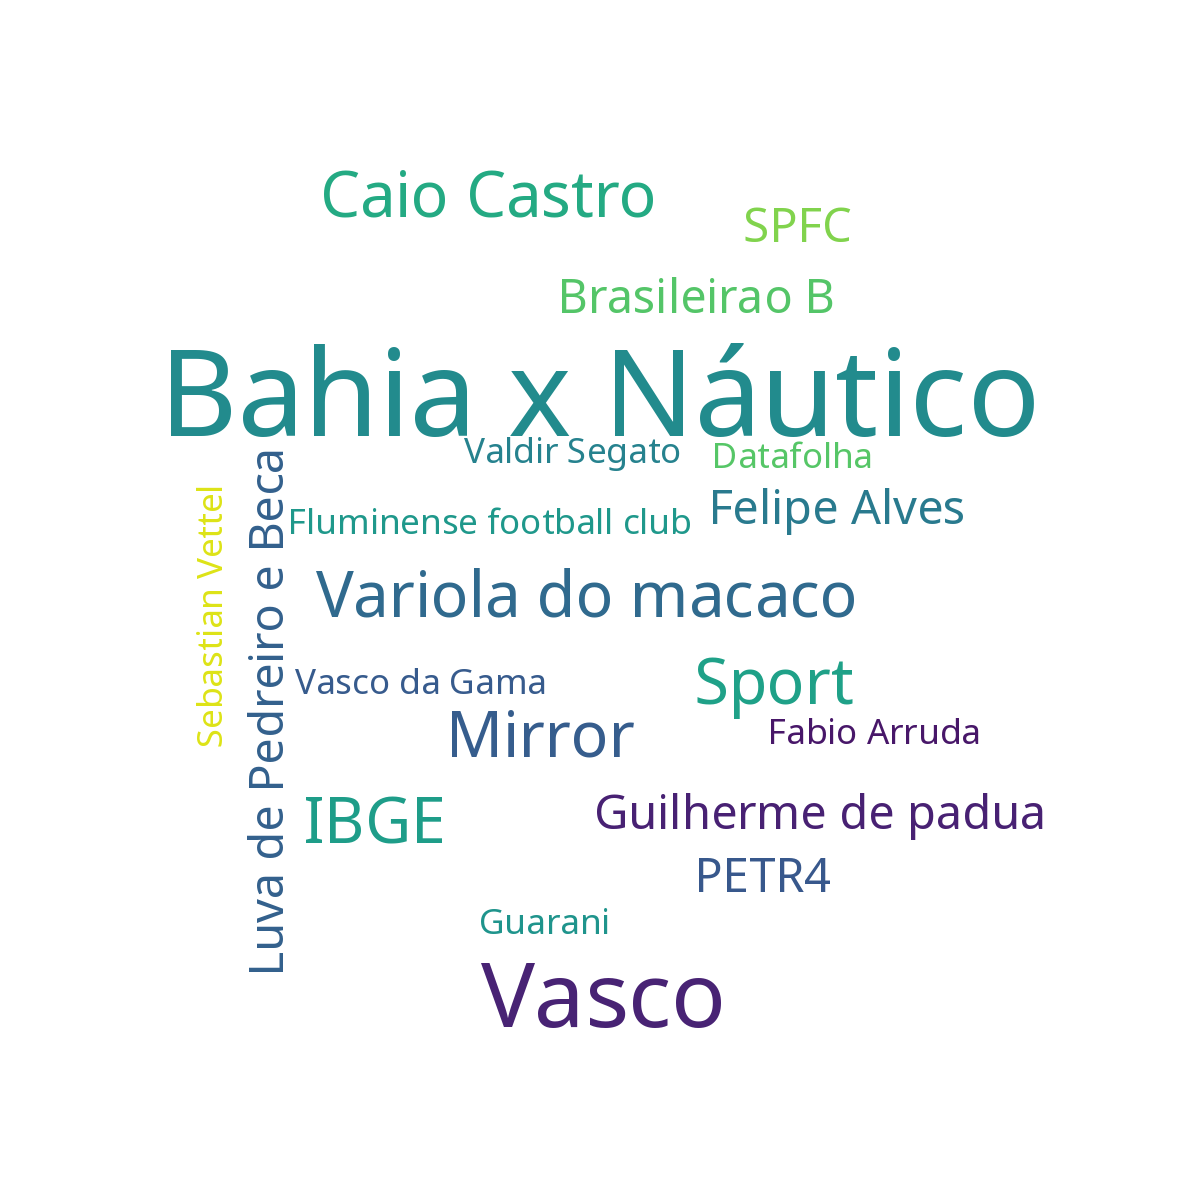 Caio Castro
SPFC
Brasileirao B
Bahia x Náutico
Valdir Segato
Datafolha
Felipe Alves
Fluminense football club
Sebastian Vettel
Luva de Pedreiro e Beca
Variola do macaco
Vasco da Gama
Sport
Mirror
Fabio Arruda
IBGE
Guilherme de padua
PETR4
Guarani
Vasco